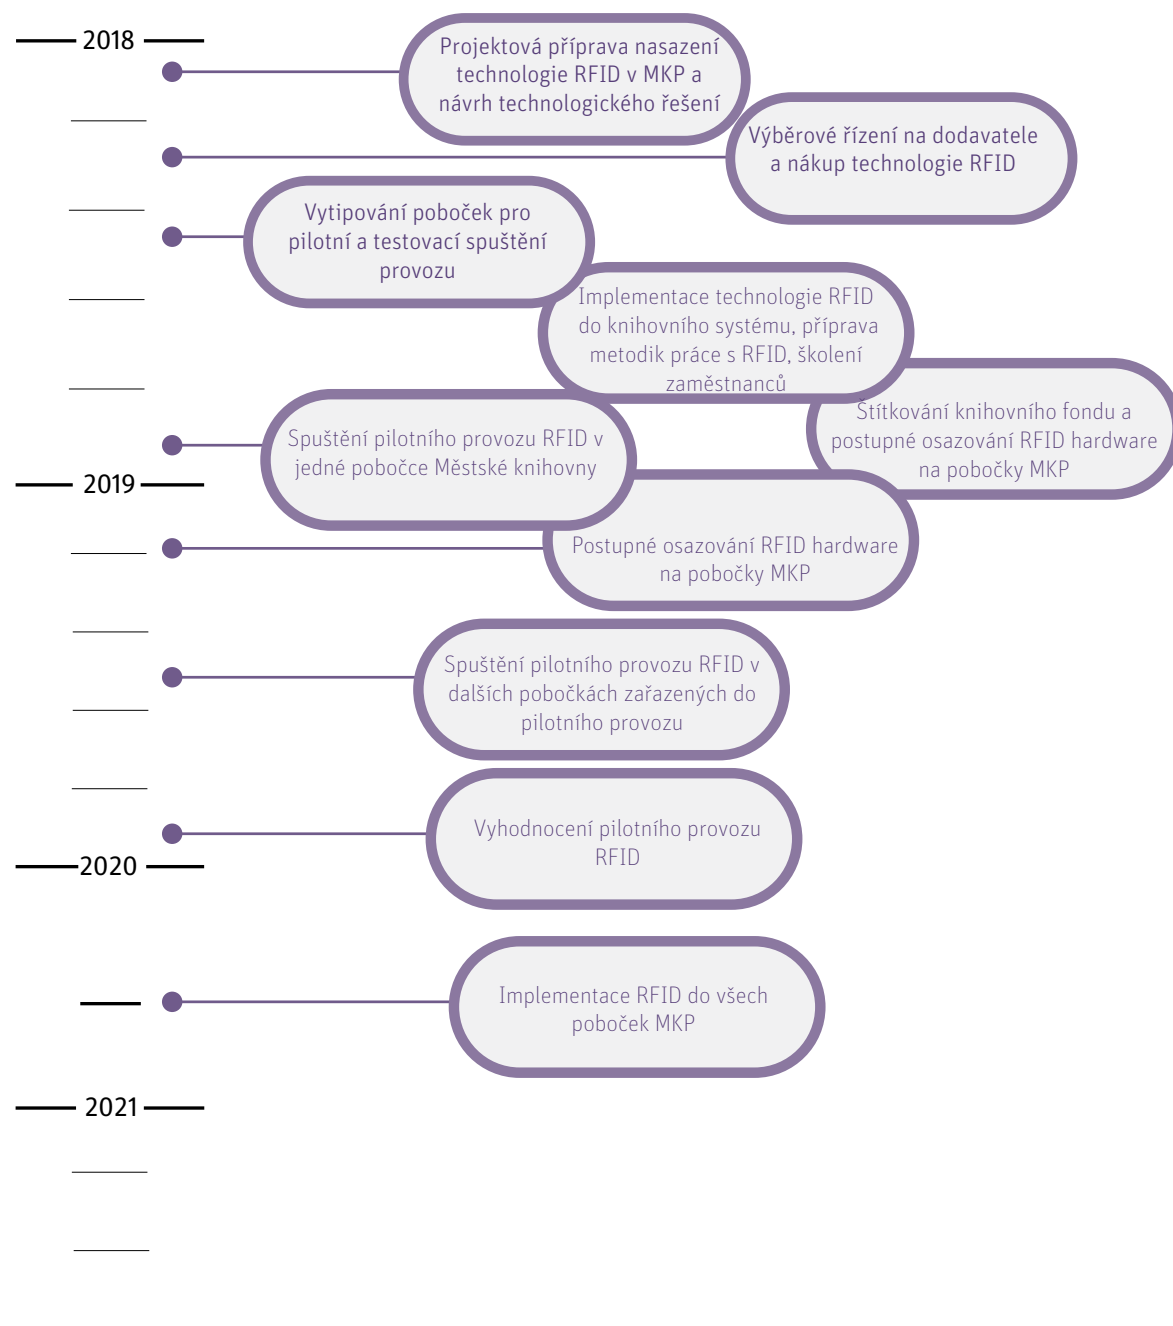 2018
Projektová příprava nasazení
technologie RFID v MKP a
návrh technologického řešení
Výběrové řízení na dodavatele
a nákup technologie RFID
Vytipování poboček pro
pilotní a testovací spuštění
provozu
Implementace technologie RFID
do knihovního systému, příprava
metodik práce s RFID, školení
zaměstnanců
Štítkování knihovního fondu a
postupné osazování RFID hardware
na pobočky MKP
Spuštění pilotního provozu RFID v
jedné pobočce Městské knihovny
2019
Postupné osazování RFID hardware
na pobočky MKP
Spuštění pilotního provozu RFID v
dalších pobočkách zařazených do
pilotního provozu
Vyhodnocení pilotního provozu
RFID
2020
Implementace RFID do všech
poboček MKP
2021